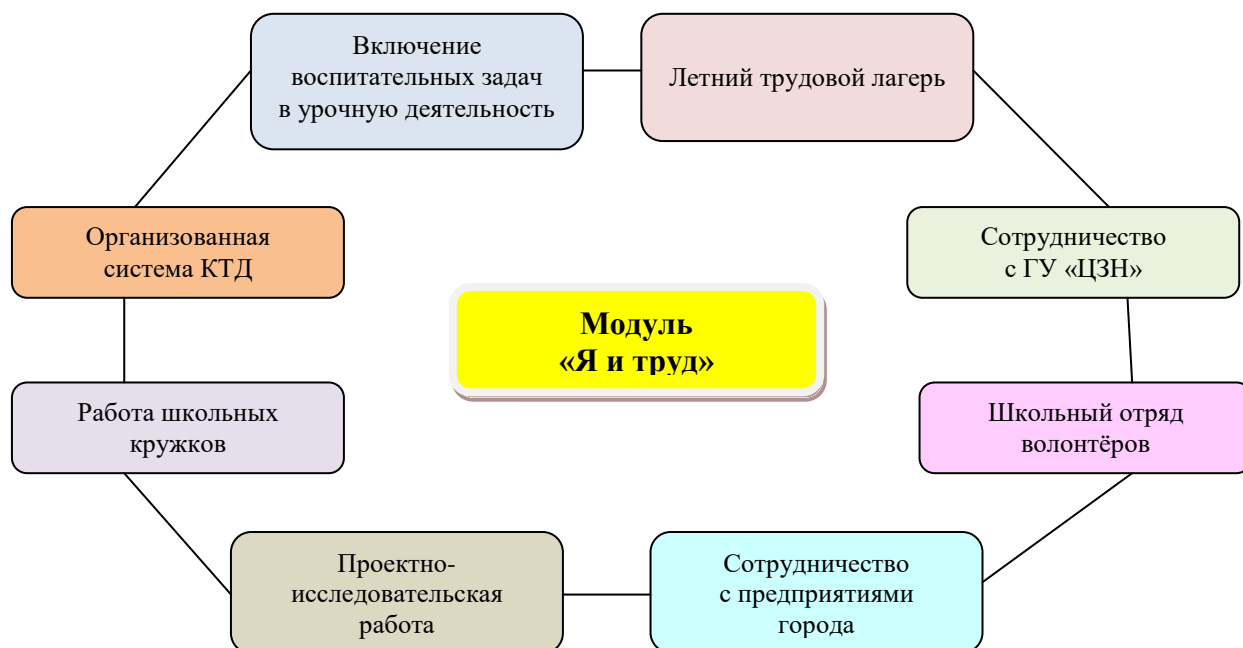 Включение
воспитательных задач
в урочную деятельность
Летний трудовой лагерь
Организованная
система КТД
Сотрудничество
с ГУ «ЦЗН»
Модуль
«Я и труд»
Работа школьных
кружков
Школьный отряд
волонтёров
Проектно-
исследовательская
работа
Сотрудничество
с предприятиями
города